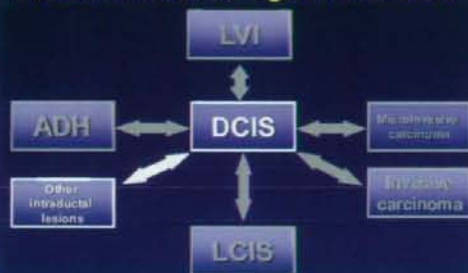 LVI
ADH
DCIS
Microinvasive
carcinoma
Other
intraductal
lesions
Invasive
carcinoma
LCIS